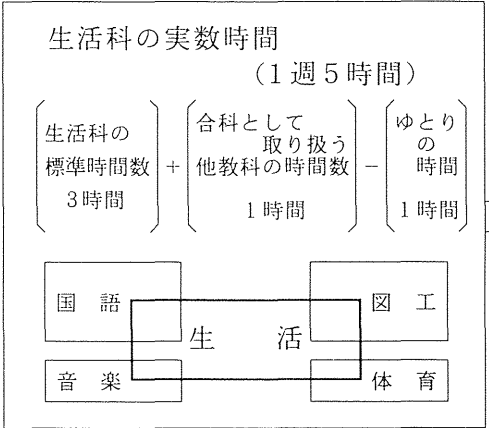 生活科の実数時間
(1週5時間)
生活科の
標準時間数
3時間
+
合科として
取り扱う
他教科の時間数
1時間
−
ゆとり
の
時間
1時間
国 語
図 工
生 活
音 楽
体 育